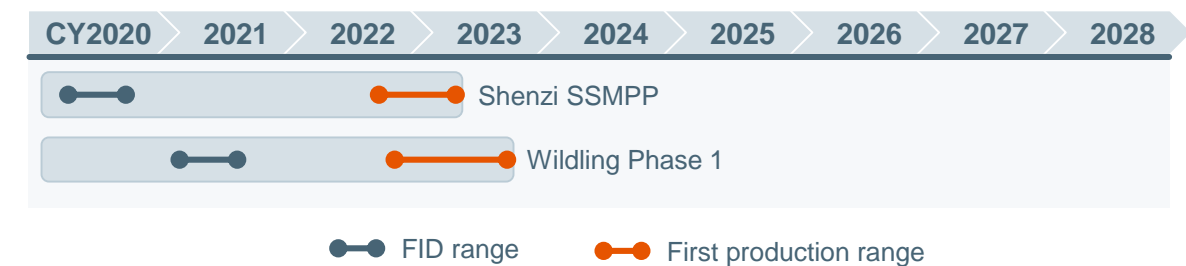 CY2020 2021 2022 2023 2024 2025 2026 2027 2028
Shenzi SSMPP
Wildling Phase 1
FID range First production range